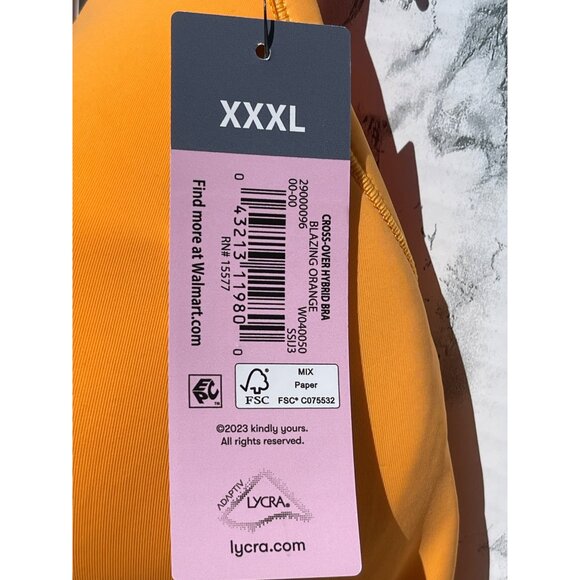 XXXL
CROSS-OVER HYBRID BRA
BLAZING ORANGE
29000096 W040050
00-00 SSU3
0 43213 11980 0
RN# 15577
Find more at Walmart.com
EPC™
FSC
MIX
Paper
FSC® C075532
©2023 kindly yours.
All rights reserved.
ADAPTIV
LYCRA®
lycra.com